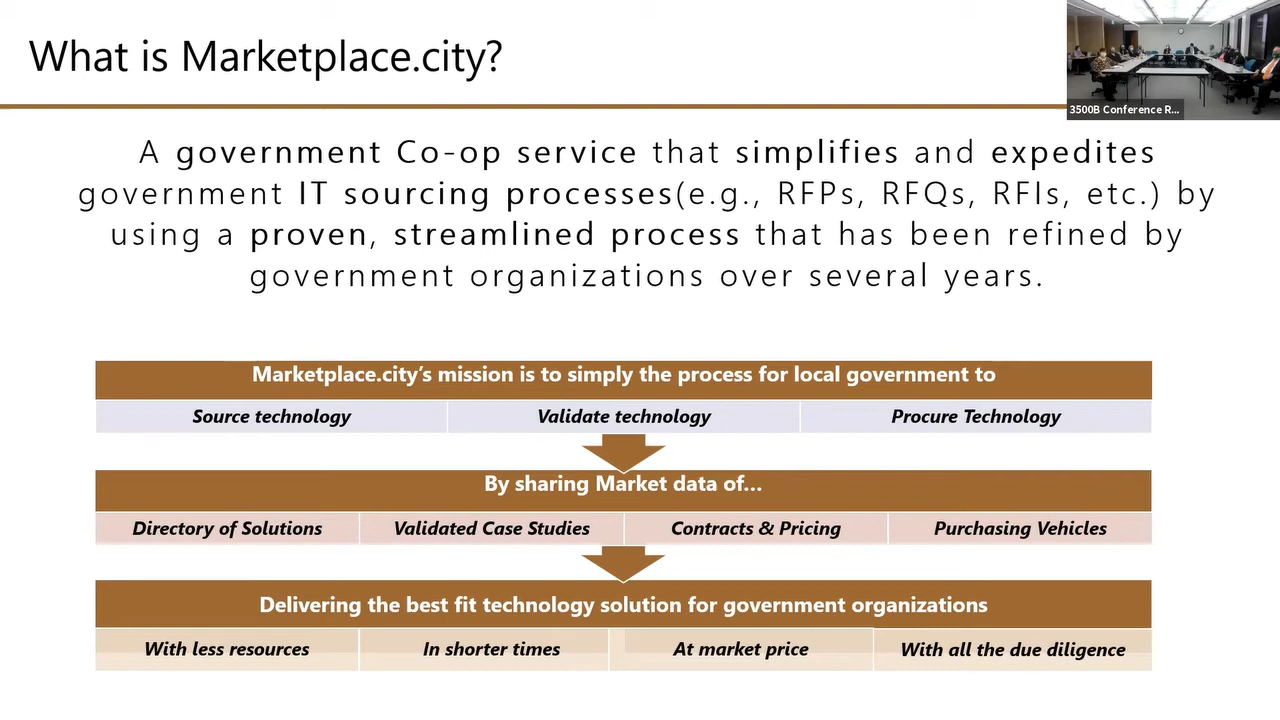 What is Marketplace.city?
3500B Conference R...
A government Co-op service that simplifies and expedites
government IT sourcing processes(e.g., RFPs, RFQs, RFIs, etc.) by
using a proven, streamlined process that has been refined by
government organizations over several years.
Marketplace.city's mission is to simply the process for local government to
Source technology Validate technology Procure Technology
By sharing Market data of...
Directory of Solutions Validated Case Studies Contracts & Pricing Purchasing Vehicles
Delivering the best fit technology solution for government organizations
With less resources In shorter times At market price With all the due diligence